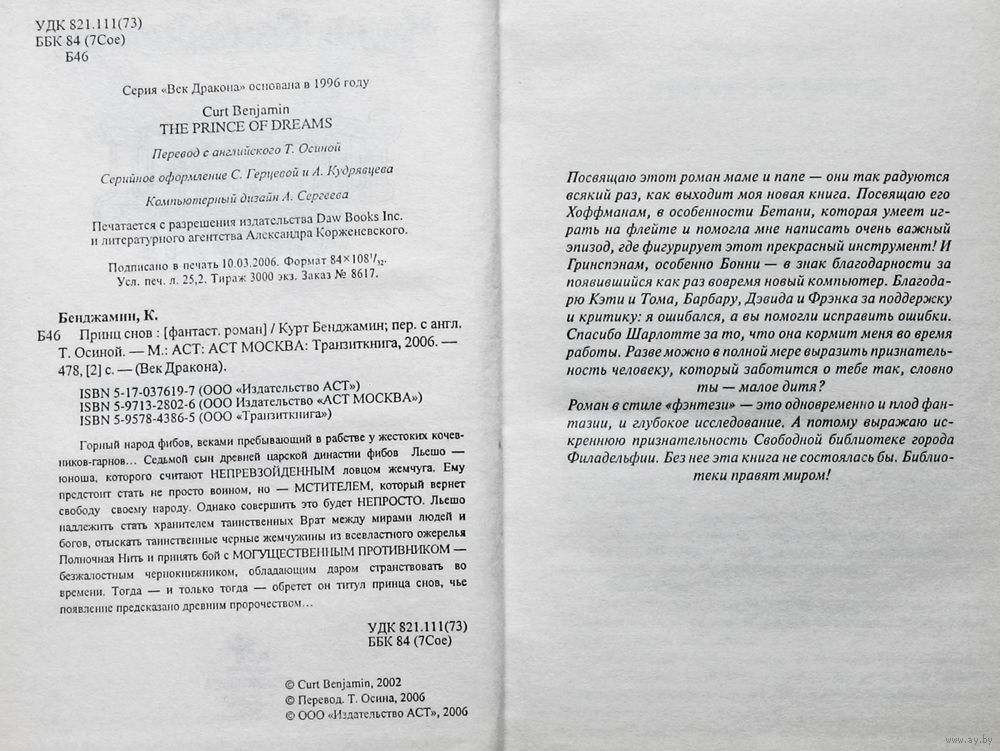 УДК 821.111(73)
ББК 84 (7Сое)
Б46
Серия «Век Дракона» основана в 1996 году
Curt Benjamin
THE PRINCE OF DREAMS
Перевод с английского Т. Осиной
Серийное оформление С. Герцевой и А. Кудрявцева
Компьютерный дизайн А. Сергеева
Печатается с разрешения издательства Daw Books Inc.
и литературного агентства Александра Корженевского.
Подписано в печать 10.03.2006. Формат 84×108¹/₃₂.
Усл. печ. л. 25,2. Тираж 3000 экз. Заказ № 8617.
Бенджамин, К.
Б46 Принц снов : [фантаст. роман] / Курт Бенджамин; пер. с англ.
Т. Осиной. — М.: АСТ: АСТ МОСКВА: Транзиткнига, 2006. —
478, [2] с. — (Век Дракона).
ISBN 5-17-037619-7 (ООО «Издательство АСТ»)
ISBN 5-9713-2802-6 (ООО Издательство «АСТ МОСКВА»)
ISBN 5-9578-4386-5 (ООО «Транзиткнига»)
Горный народ фибов, веками пребывающий в рабстве у жестоких кочев-
ников-гарнов... Седьмой сын древней царской династии фибов Льешо —
юноша, которого считают НЕПРЕВЗОЙДЕННЫМ ловцом жемчуга. Ему
предстоит стать не просто воином, но — МСТИТЕЛЕМ, который вернет
свободу своему народу. Однако совершить это будет НЕПРОСТО. Льешо
надлежить стать хранителем таинственных Врат между мирами людей и
богов, отыскать таинственные черные жемчужины из всевластного ожерелья
Полночная Нить и принять бой с МОГУЩЕСТВЕННЫМ ПРОТИВНИКОМ —
безжалостным чернокнижником, обладающим даром странствовать во
времени. Тогда — и только тогда — обретет он титул принца снов, чье
появление предсказано древним пророчеством...
УДК 821.111(73)
ББК 84 (7Сое)
© Curt Benjamin, 2002
© Перевод. Т. Осина, 2006
© ООО «Издательство АСТ», 2006
Посвящаю этот роман маме и папе — они так радуются
всякий раз, как выходит моя новая книга. Посвящаю его
Хоффманам, в особенности Бетани, которая умеет иг-
рать на флейте и помогла мне написать очень важный
эпизод, где фигурирует этот прекрасный инструмент! И
Гринспэнам, особенно Бонни — в знак благодарности за
появившийся как раз вовремя новый компьютер. Благода-
рю Кэти и Тома, Барбару, Дэвида и Фрэнка за поддержку
и критику: я ошибался, а вы помогли исправить ошибки.
Спасибо Шарлотте за то, что она кормит меня во время
работы. Разве можно в полной мере выразить признатель-
ность человеку, который заботится о тебе так, словно
ты — малое дитя?
Роман в стиле «фэнтези» — это одновременно и плод фан-
тазии, и глубокое исследование. А потому выражаю ис-
креннюю признательность Свободной библиотеке города
Филадельфии. Без нее эта книга не состоялась бы. Библио-
теки правят миром!
www.ay.by